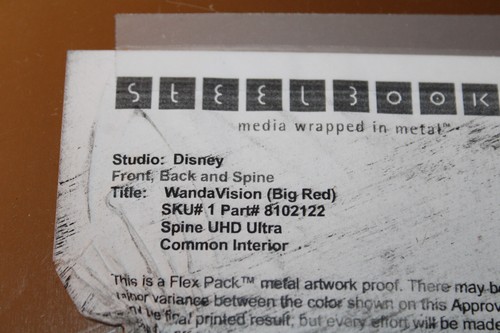 STEELBOOK
media wrapped in metal™
Studio: Disney
Front, Back and Spine
Title: WandaVision (Big Red)
SKU# 1 Part# 8102122
Spine UHD Ultra
Common Interior
This is a Flex Pack™ metal artwork proof. There may be
minor variance between the color shown on this Approv
final printed result, but every effort will be made